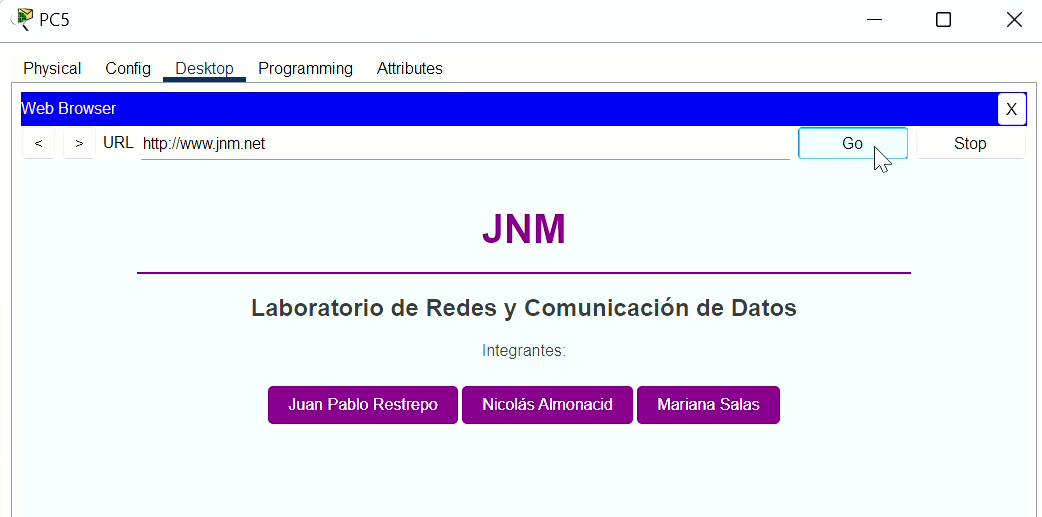 PC5
Physical Config Desktop Programming Attributes
Web Browser X
< > URL http://www.jnm.net Go Stop
JNM
Laboratorio de Redes y Comunicación de Datos
Integrantes:
Juan Pablo Restrepo Nicolás Almonacid Mariana Salas